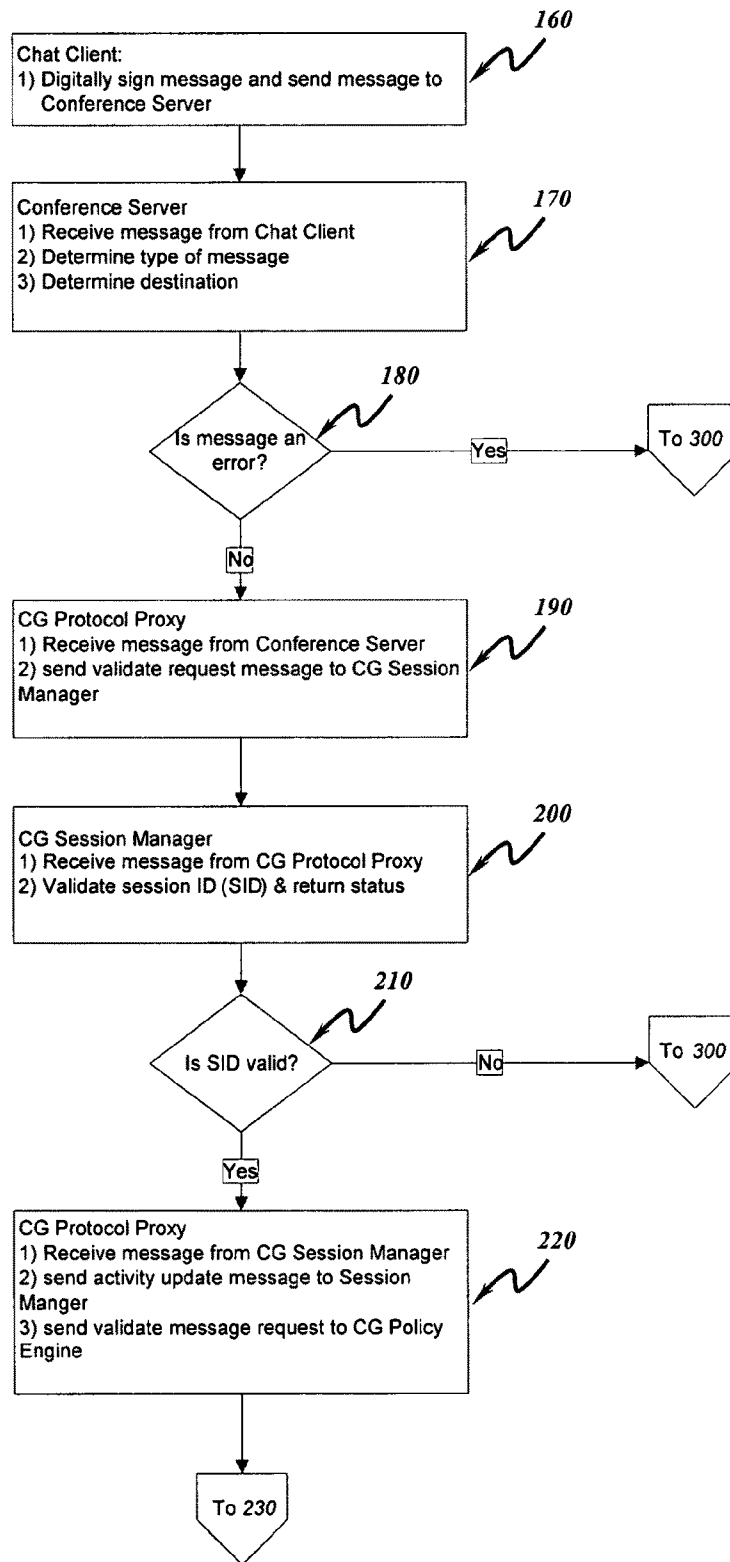 160
Chat Client:
1) Digitally sign message and send message to
Conference Server
170
Conference Server
1) Receive message from Chat Client
2) Determine type of message
3) Determine destination
180
Is message an
error?
Yes
To 300
No
190
CG Protocol Proxy
1) Receive message from Conference Server
2) send validate request message to CG Session
Manager
200
CG Session Manager
1) Receive message from CG Protocol Proxy
2) Validate session ID (SID) & return status
210
Is SID valid?
No
To 300
Yes
220
CG Protocol Proxy
1) Receive message from CG Session Manager
2) send activity update message to Session
Manger
3) send validate message request to CG Policy
Engine
To 230